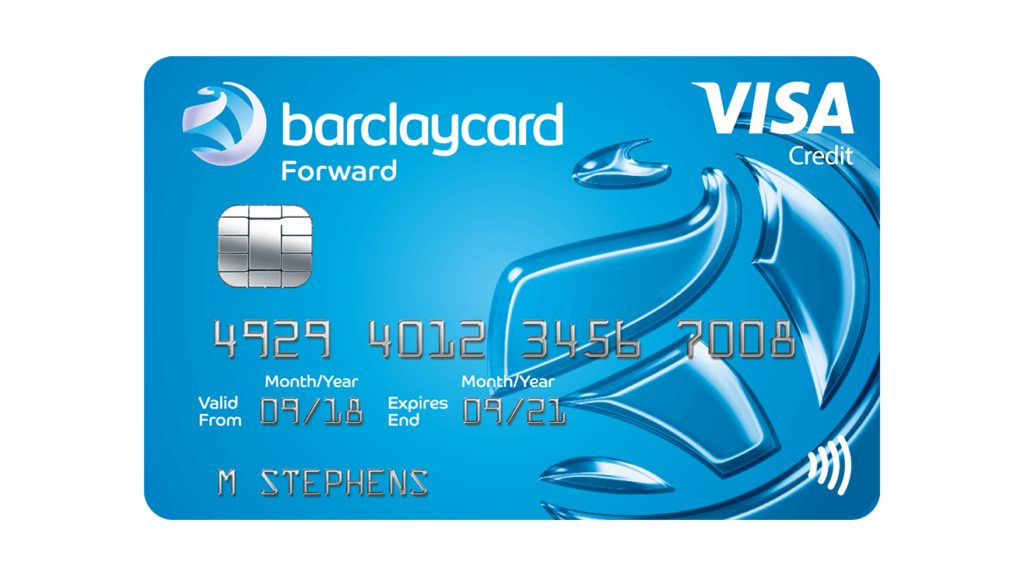 barclaycard
Forward
VISA
Credit
4929 4012 3456 7008
Month/Year Month/Year
Valid From 09/18 Expires End 09/21
M STEPHENS